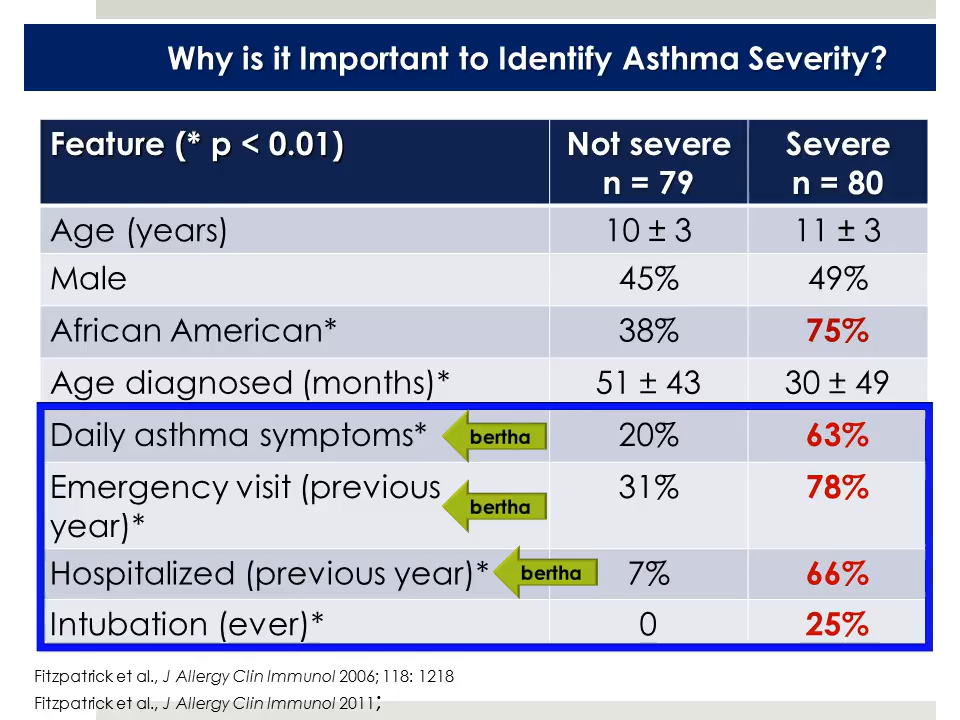 Why is it Important to Identify Asthma Severity?
Feature (* p < 0.01) Not severe Severe
n = 79 n = 80
Age (years) 10 ± 3 11 ± 3
Male 45% 49%
African American* 38% 75%
Age diagnosed (months)* 51 ± 43 30 ± 49
Daily asthma symptoms* bertha 20% 63%
Emergency visit (previous bertha 31% 78%
year)*
Hospitalized (previous year)* bertha 7% 66%
Intubation (ever)* 0 25%
Fitzpatrick et al., J Allergy Clin Immunol 2006; 118: 1218
Fitzpatrick et al., J Allergy Clin Immunol 2011;